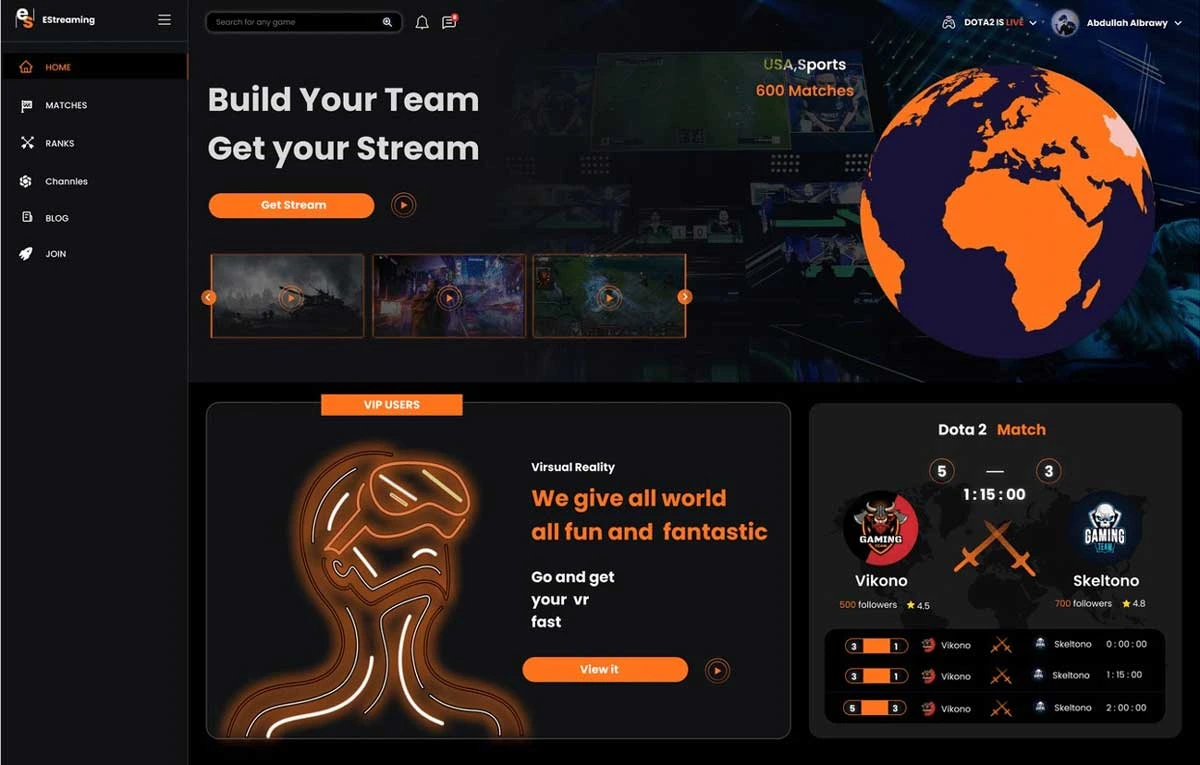 es EStreaming
Search for any game
DOTA2 IS LIVE
Abdullah Albrawy
HOME
MATCHES
RANKS
Channles
BLOG
JOIN
Build Your Team
Get your Stream
Get Stream
USA,Sports
600 Matches
VIP USERS
Virsual Reality
We give all world
all fun and fantastic
Go and get
your vr
fast
View it
Dota 2 Match
5 — 3
1 : 15 : 00
GAMING
TEAM
GAMING
TEAM
Vikono
Skeltono
500 followers 4.5
700 followers 4.8
3 1 Vikono Skeltono 0 : 00 : 00
3 1 Vikono Skeltono 1 : 15 : 00
5 3 Vikono Skeltono 2 : 00 : 00